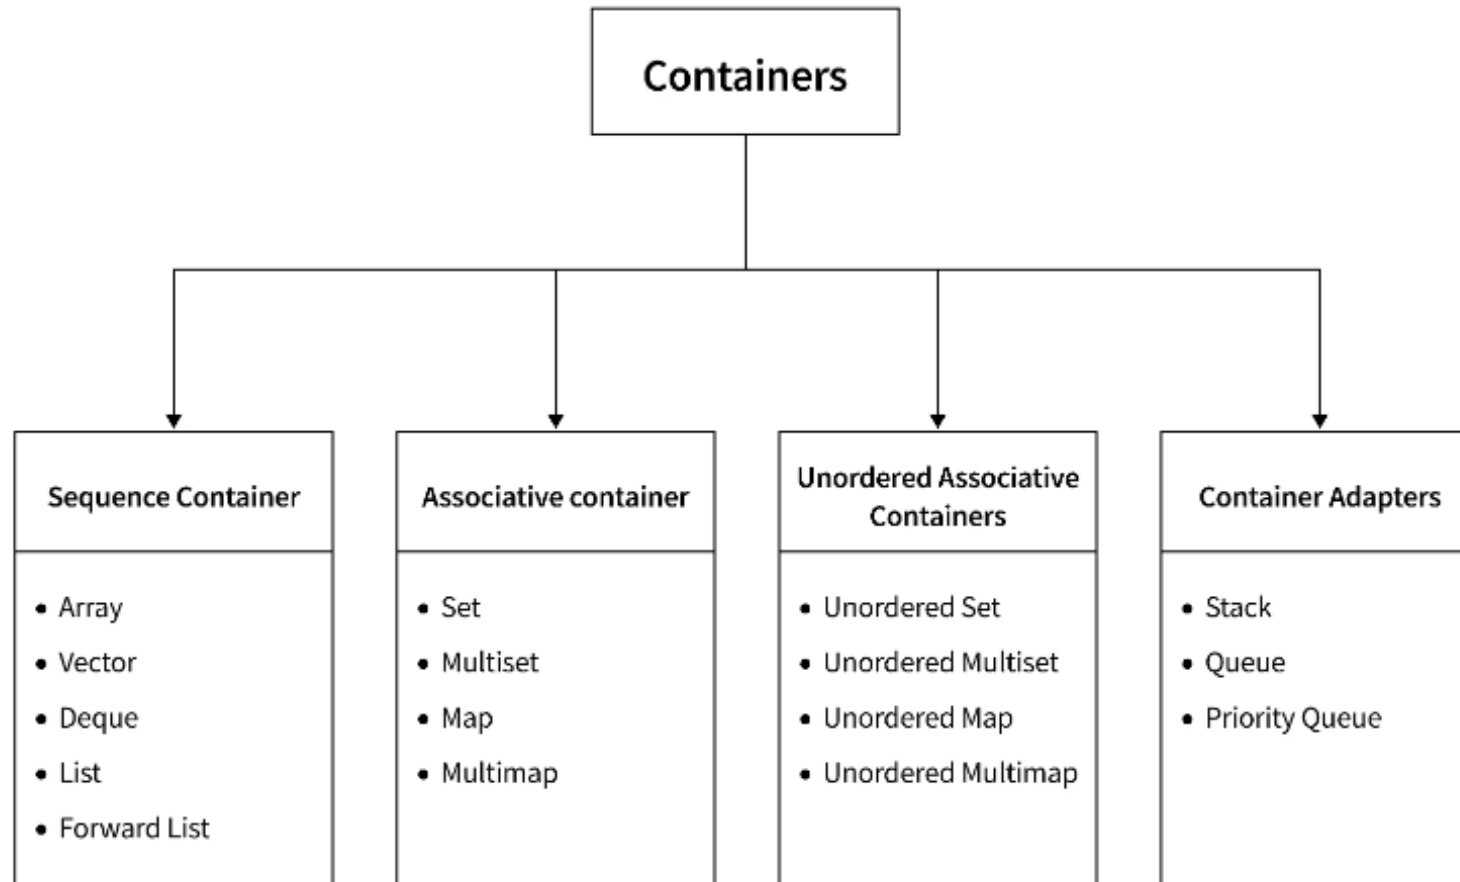 Containers
Sequence Container
• Array
• Vector
• Deque
• List
• Forward List
Associative container
• Set
• Multiset
• Map
• Multimap
Unordered Associative
Containers
• Unordered Set
• Unordered Multiset
• Unordered Map
• Unordered Multimap
Container Adapters
• Stack
• Queue
• Priority Queue